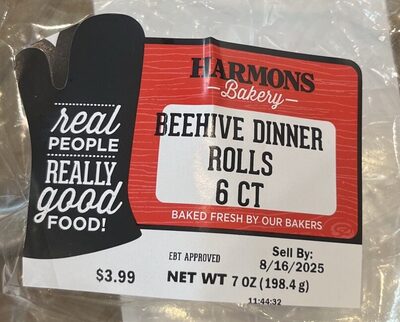 HARMONS
Bakery
real
PEOPLE
REALLY
good
FOOD!
BEEHIVE DINNER
ROLLS
6 CT
BAKED FRESH BY OUR BAKERS
EBT APPROVED
Sell By:
8/16/2025
$3.99
NET WT 7 OZ (198.4 g)
11:44:32